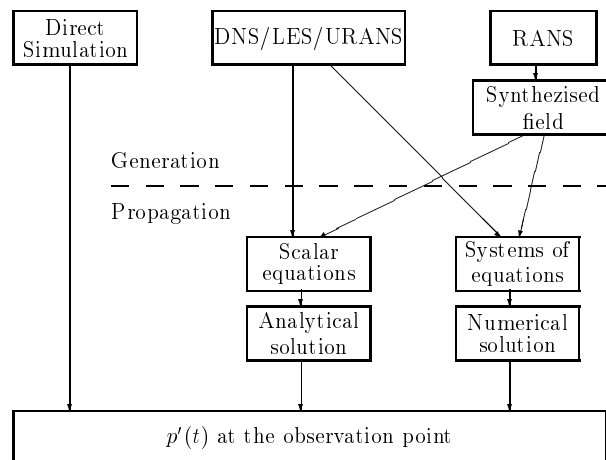 Direct
Simulation
DNS/LES/URANS
RANS
Synthezised
field
Generation
Propagation
Scalar
equations
Systems of
equations
Analytical
solution
Numerical
solution
p′(t) at the observation point